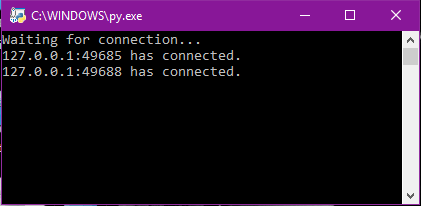 C:\WINDOWS\py.exe
Waiting for connection...
127.0.0.1:49685 has connected.
127.0.0.1:49688 has connected.